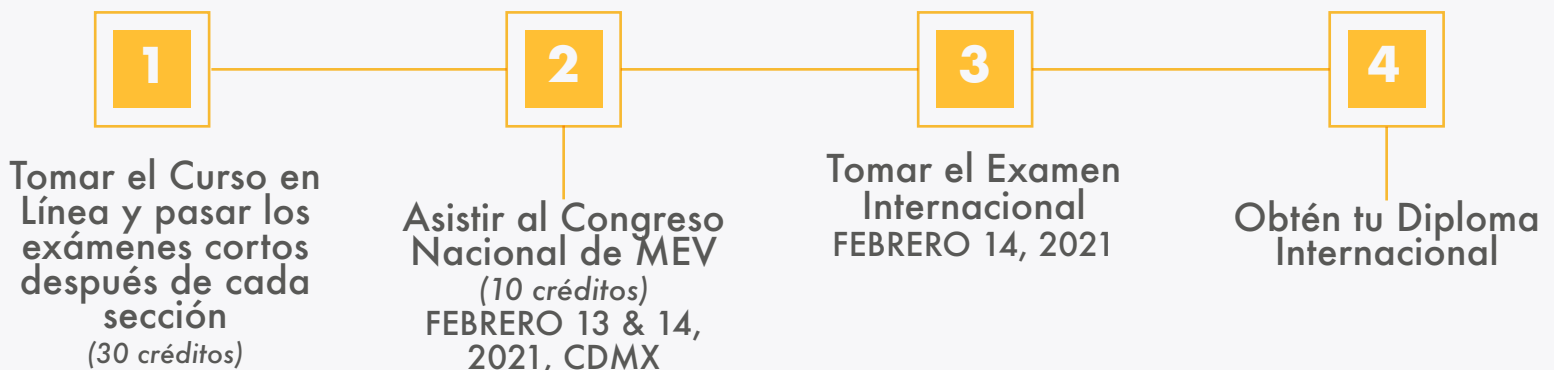 1
Tomar el Curso en
Línea y pasar los
exámenes cortos
después de cada
sección
(30 créditos)
2
Asistir al Congreso
Nacional de MEV
(10 créditos)
FEBRERO 13 & 14,
2021, CDMX
3
Tomar el Examen
Internacional
FEBRERO 14, 2021
4
Obtén tu Diploma
Internacional